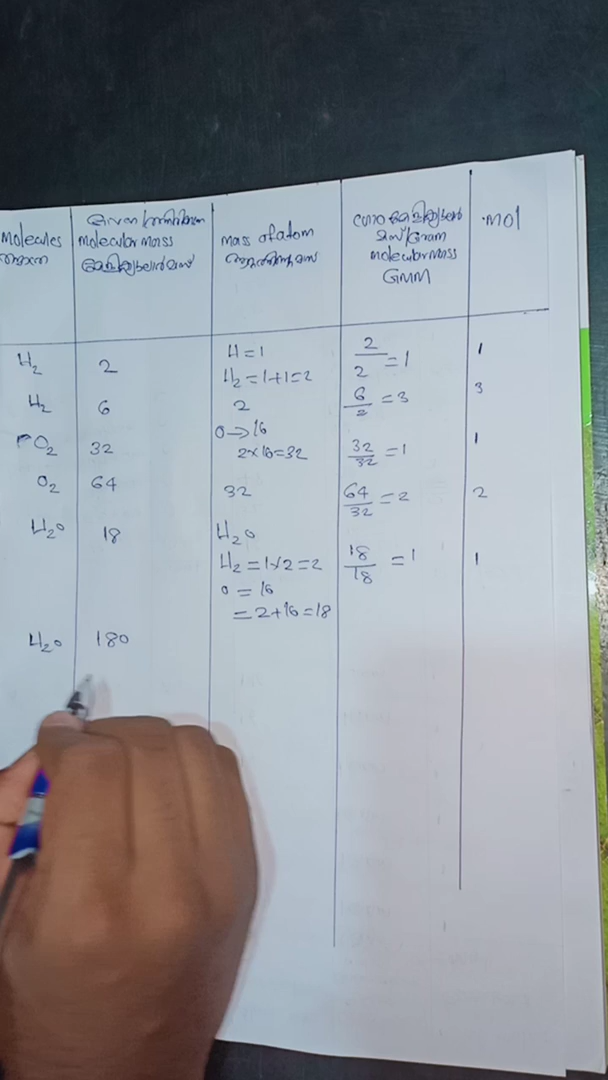 Molecules
molecular mass
mass of atom
മാസ്/Gram
molecular mass
GMM
MOl
H₂
2
H=1
H₂=1+1=2
2/2=1
1
H₂
6
2
6/2=3
3
O₂
32
O→16
2×16=32
32/32=1
1
O₂
64
32
64/32=2
2
H₂O
18
H₂O
H₂=1×2=2
O=16
=2+16=18
18/18=1
1
H₂O
180